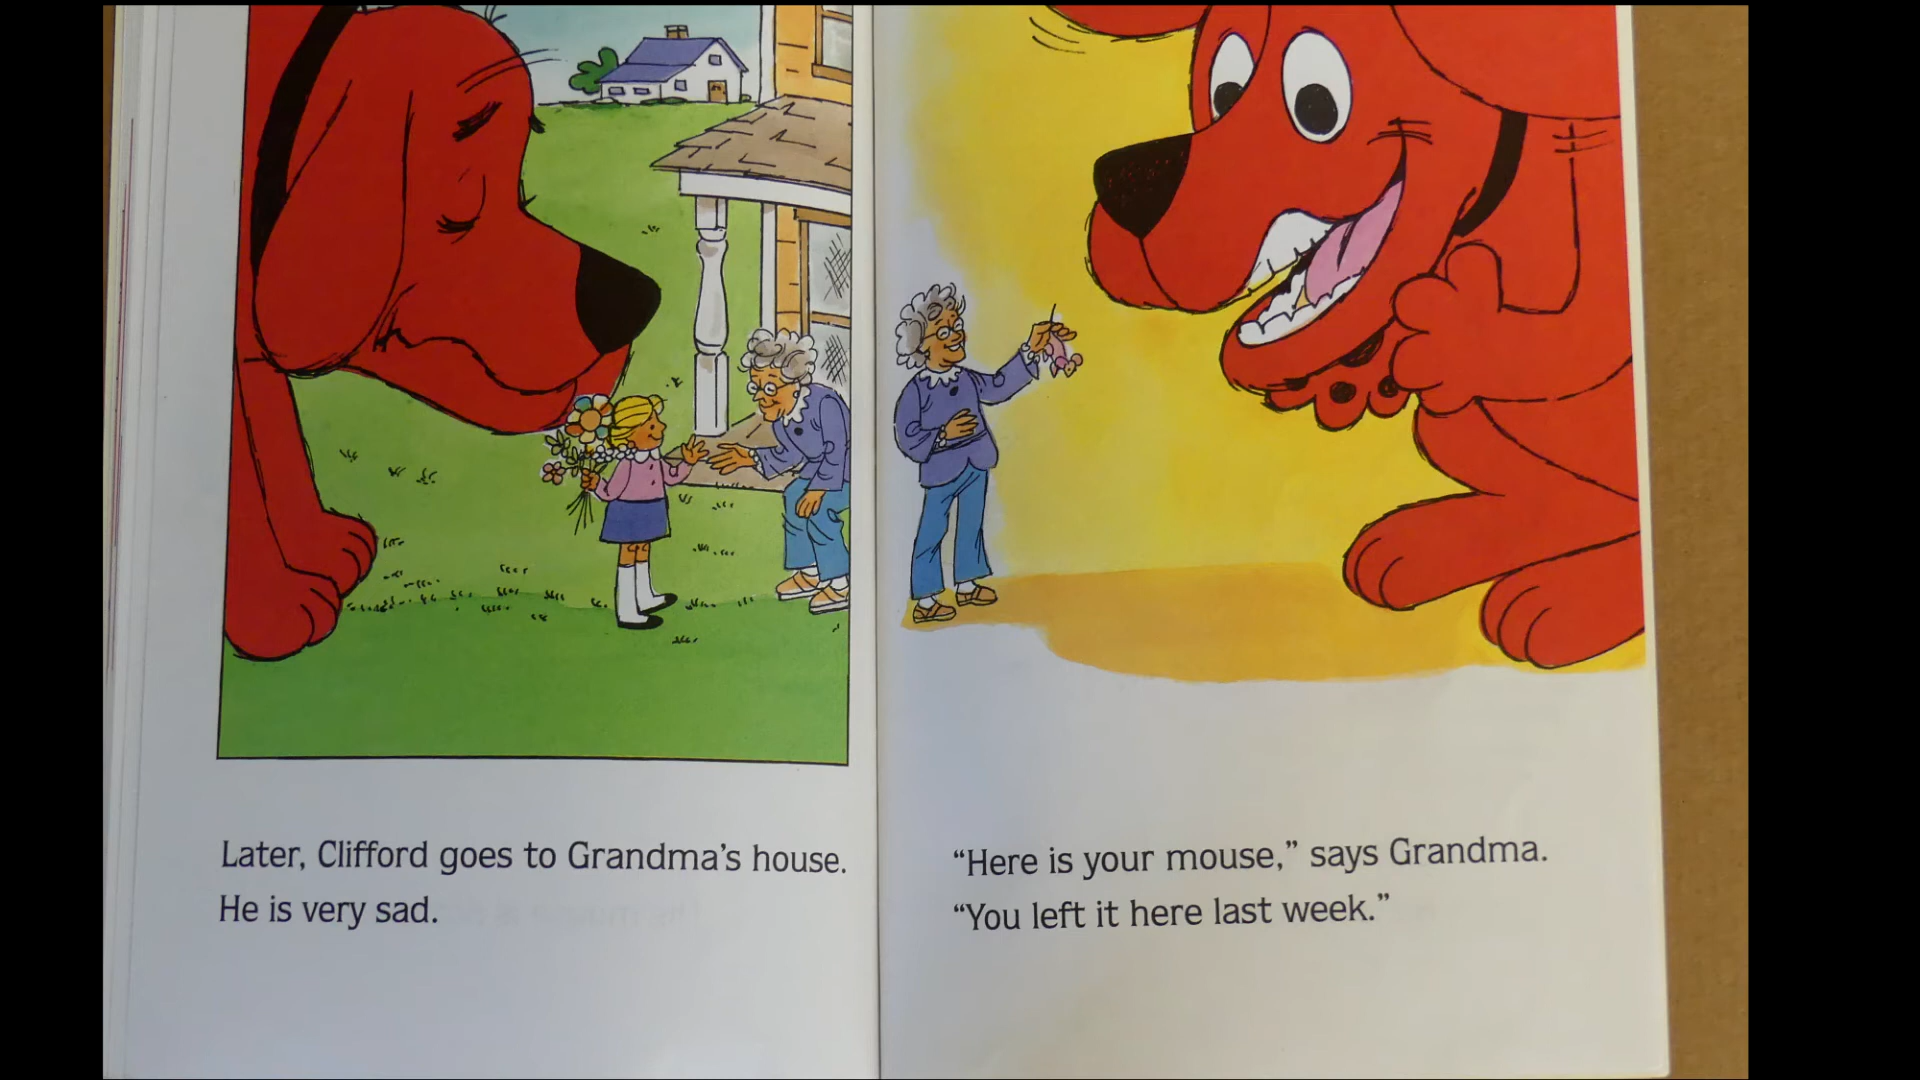 Later, Clifford goes to Grandma’s house.
He is very sad.
“Here is your mouse,” says Grandma.
“You left it here last week.”